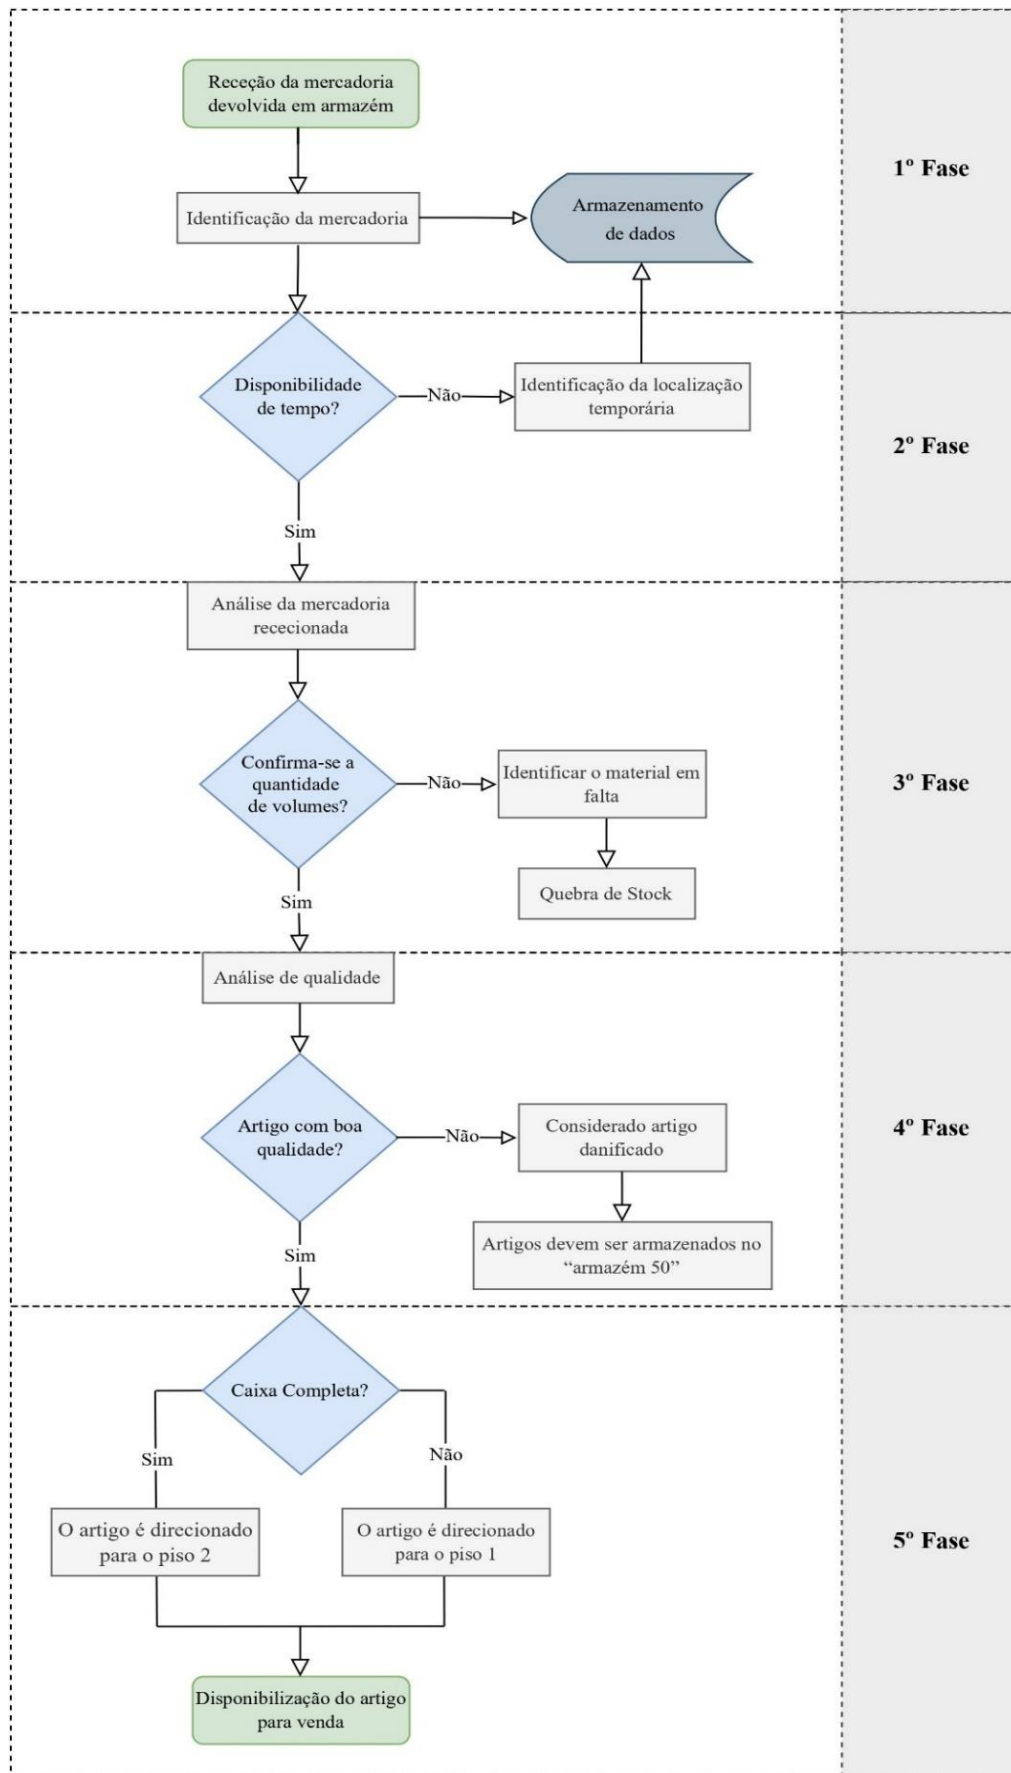 Receção da mercadoria
devolvida em armazém
1º Fase
Identificação da mercadoria
Armazenamento
de dados
Disponibilidade
de tempo?
Não
Identificação da localização
temporária
2º Fase
Sim
Análise da mercadoria
rececionada
Confirma-se a
quantidade
de volumes?
Não
Identificar o material em
falta
3º Fase
Quebra de Stock
Sim
Análise de qualidade
Artigo com boa
qualidade?
Não
Considerado artigo
danificado
4º Fase
Artigos devem ser armazenados no
“armazém 50”
Sim
Caixa Completa?
Sim
Não
O artigo é direcionado
para o piso 2
O artigo é direcionado
para o piso 1
5º Fase
Disponibilização do artigo
para venda